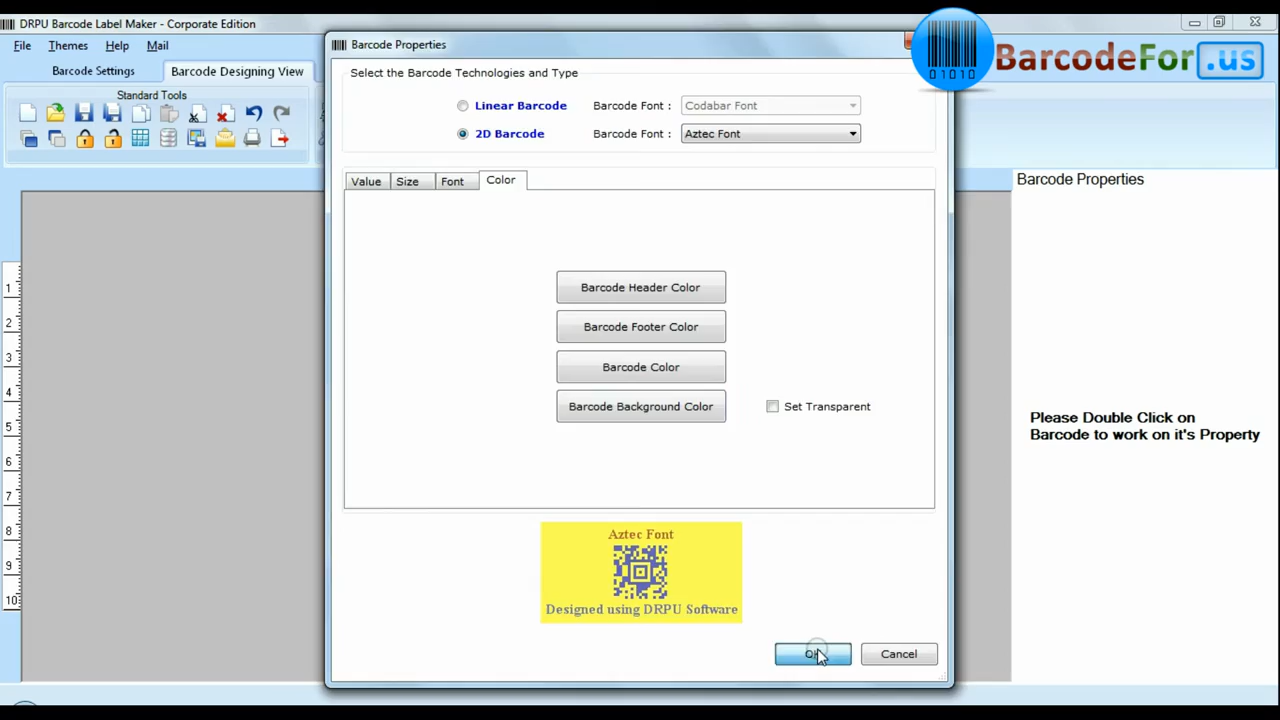 DRPU Barcode Label Maker - Corporate Edition
File Themes Help Mail
Barcode Settings Barcode Designing View
Standard Tools
Barcode Properties
01010
BarcodeFor.us
Select the Barcode Technologies and Type
Linear Barcode Barcode Font : Codabar Font
2D Barcode Barcode Font : Aztec Font
Value Size Font Color
Barcode Header Color
Barcode Footer Color
Barcode Color
Barcode Background Color Set Transparent
Aztec Font
Designed using DRPU Software
OK Cancel
Barcode Properties
Please Double Click on
Barcode to work on it's Property
1
2
3
4
5
6
7
8
9
10